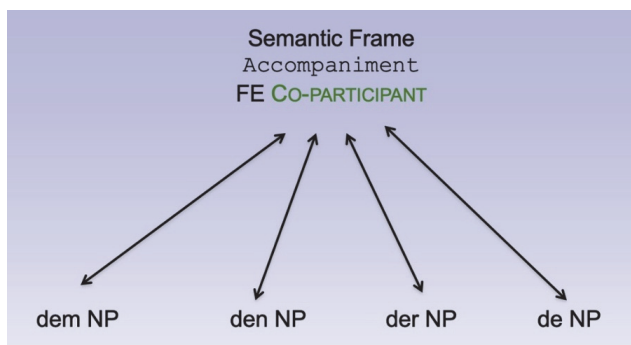 Semantic Frame
Accompaniment
FE CO-PARTICIPANT
dem NP den NP der NP de NP